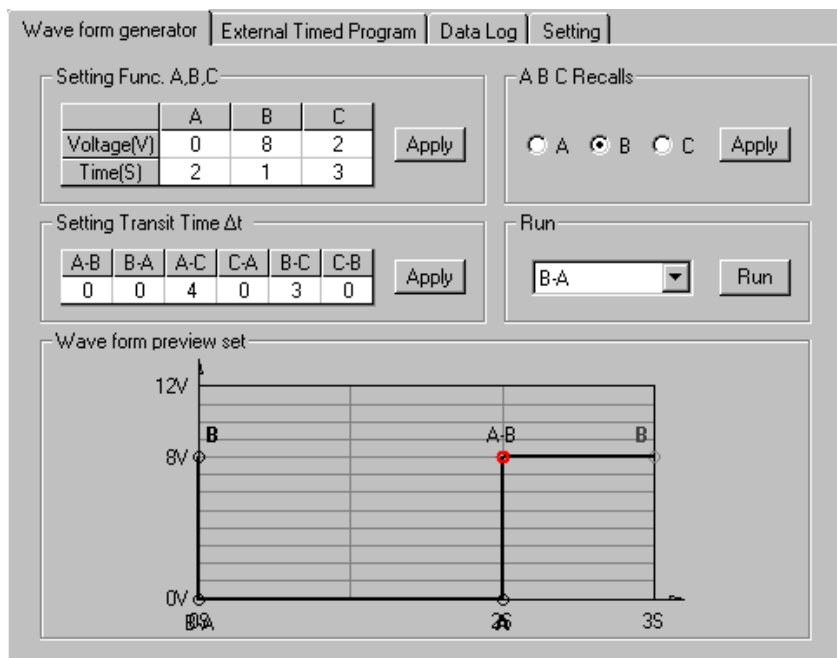 Wave form generator External Timed Program Data Log Setting
Setting Func. A,B,C
A B C
Voltage(V) 0 8 2
Time(S) 2 1 3
Apply
A B C Recalls
A B C Apply
Setting Transit Time Δt
A-B B-A A-C C-A B-C C-B
0 0 4 0 3 0
Apply
Run
B-A Run
Wave form preview set
12V
B A-B B
8V
0V
B-A A 3S